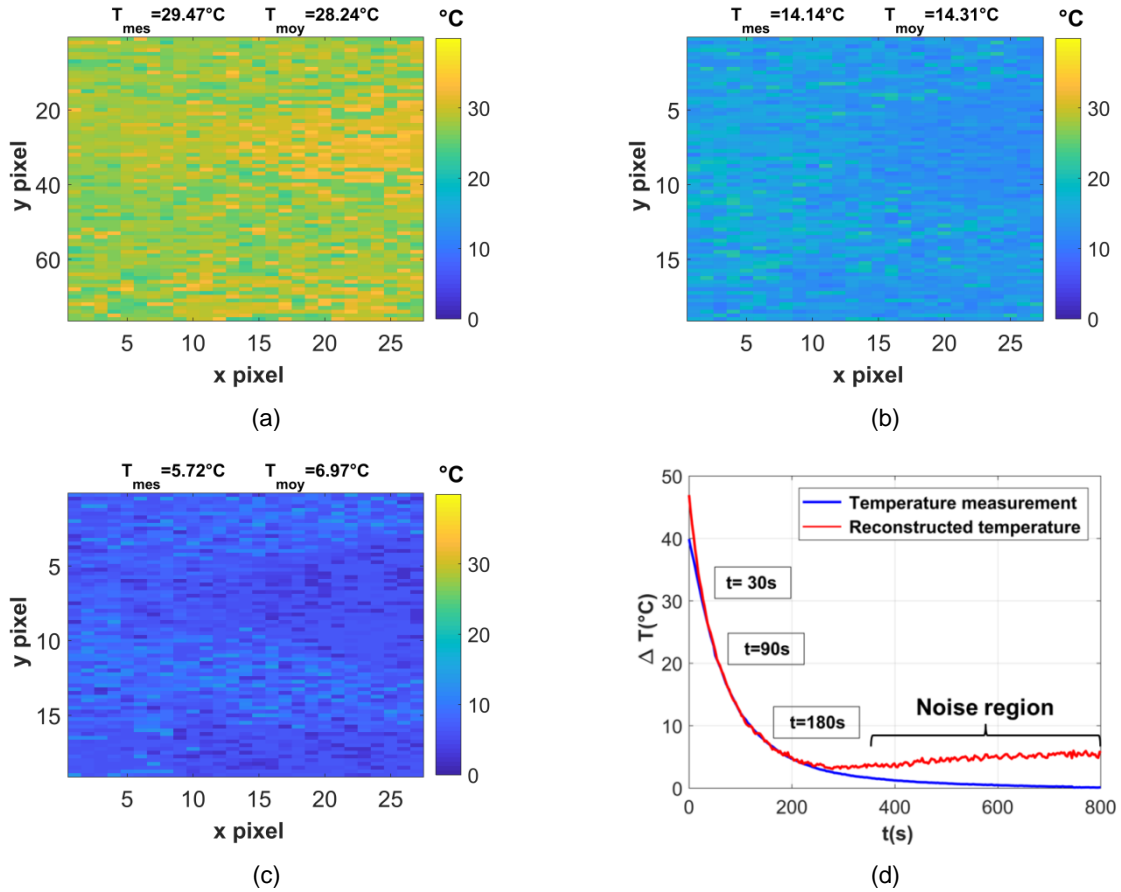 T_mes=29.47°C T_moy=28.24°C °C
20
40
60
y pixel
5 10 15 20 25
x pixel
30
20
10
0
(a)
T_mes=14.14°C T_moy=14.31°C °C
5
10
15
y pixel
5 10 15 20 25
x pixel
30
20
10
0
(b)
T_mes=5.72°C T_moy=6.97°C °C
5
10
15
y pixel
5 10 15 20 25
x pixel
30
20
10
0
(c)
50
40
30
20
10
0
Δ T(°C)
Temperature measurement
Reconstructed temperature
t= 30s
t=90s
t=180s
Noise region
0 200 400 600 800
t(s)
(d)